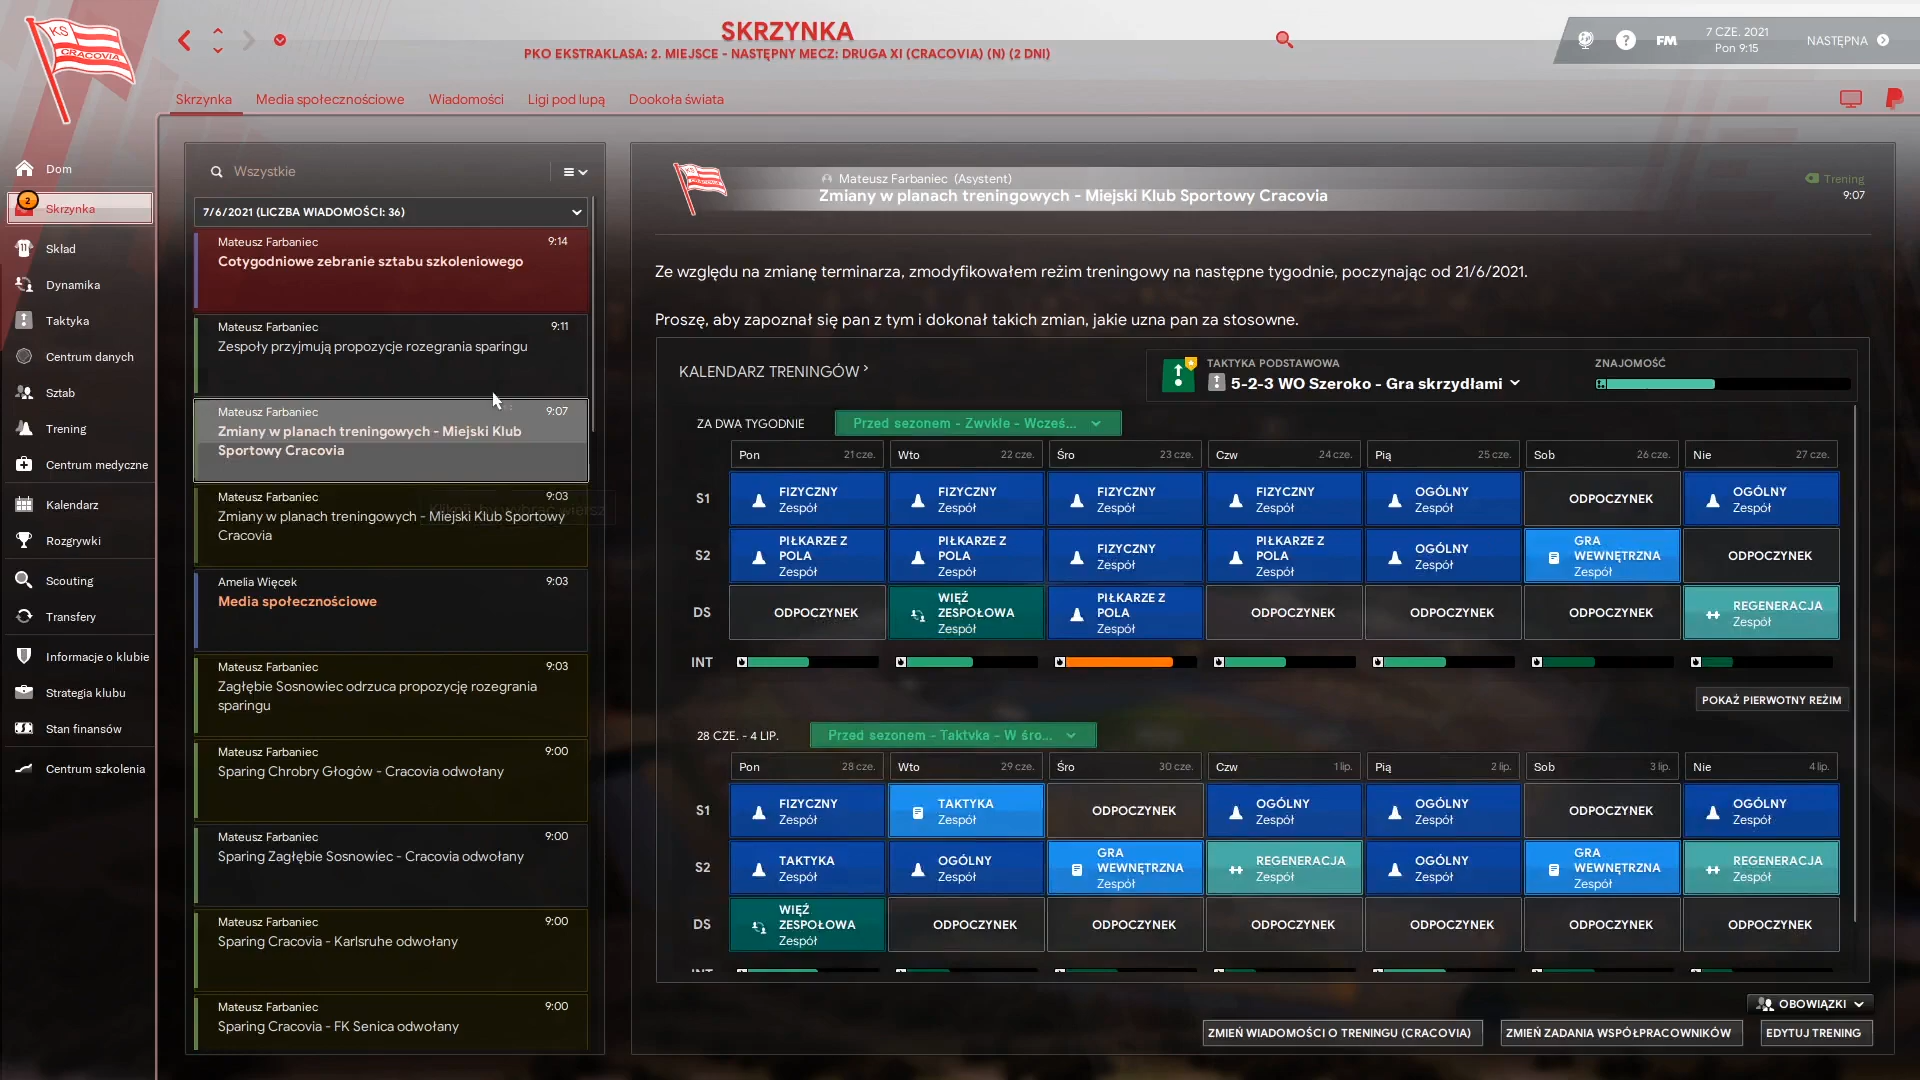 KS
CRACOVIA
SKRZYNKA
PKO EKSTRAKLASA: 2. MIEJSCE - NASTĘPNY MECZ: DRUGA XI (CRACOVIA) (N) (2 DNI)
FM
7 CZE. 2021
Pon 9:15
NASTĘPNA
Skrzynka
Media społecznościowe
Wiadomości
Ligi pod lupą
Dookoła świata
Dom
2
Skrzynka
Skład
Dynamika
Taktyka
Centrum danych
Sztab
Trening
Centrum medyczne
Kalendarz
Rozgrywki
Scouting
Transfery
Informacje o klubie
Strategia klubu
Stan finansów
Centrum szkolenia
Wszystkie
7/6/2021 (LICZBA WIADOMOŚCI: 36)
Mateusz Farbaniec 9:14
Cotygodniowe zebranie sztabu szkoleniowego
Mateusz Farbaniec 9:11
Zespoły przyjmują propozycje rozegrania sparingu
Mateusz Farbaniec 9:07
Zmiany w planach treningowych - Miejski Klub
Sportowy Cracovia
Mateusz Farbaniec 9:03
Zmiany w planach treningowych - Miejski Klub Sportowy
Cracovia
Amelia Więcek 9:03
Media społecznościowe
Mateusz Farbaniec 9:03
Zagłębie Sosnowiec odrzuca propozycję rozegrania
sparingu
Mateusz Farbaniec 9:00
Sparing Chrobry Głogów - Cracovia odwołany
Mateusz Farbaniec 9:00
Sparing Zagłębie Sosnowiec - Cracovia odwołany
Mateusz Farbaniec 9:00
Sparing Cracovia - Karlsruhe odwołany
Mateusz Farbaniec 9:00
Sparing Cracovia - FK Senica odwołany
Mateusz Farbaniec (Asystent)
Zmiany w planach treningowych - Miejski Klub Sportowy Cracovia
Trening
9:07
Ze względu na zmianę terminarza, zmodyfikowałem reżim treningowy na następne tygodnie, poczynając od 21/6/2021.
Proszę, aby zapoznał się pan z tym i dokonał takich zmian, jakie uzna pan za stosowne.
KALENDARZ TRENINGÓW
TAKTYKA PODSTAWOWA
5-2-3 WO Szeroko - Gra skrzydłami
ZNAJOMOŚĆ
ZA DWA TYGODNIE
Przed sezonem - Zwykłe - Wcześ...
Pon 21 cze. Wto 22 cze. Śro 23 cze. Czw 24 cze. Pią 25 cze. Sob 26 cze. Nie 27 cze.
S1
FIZYCZNY FIZYCZNY FIZYCZNY FIZYCZNY OGÓLNY ODPOCZYNEK OGÓLNY
Zespół Zespół Zespół Zespół Zespół Zespół
S2
PIŁKARZE Z PIŁKARZE Z FIZYCZNY PIŁKARZE Z OGÓLNY GRA ODPOCZYNEK
POLA POLA POLA WEWNĘTRZNA
Zespół Zespół Zespół Zespół Zespół Zespół
DS
ODPOCZYNEK WIĘŹ PIŁKARZE Z ODPOCZYNEK ODPOCZYNEK ODPOCZYNEK REGENERACJA
ZESPOŁOWA POLA
Zespół Zespół Zespół
INT
POKAŻ PIERWOTNY REŻIM
28 CZE. - 4 LIP.
Przed sezonem - Taktyka - W śro...
Pon 28 cze. Wto 29 cze. Śro 30 cze. Czw 1 lip. Pią 2 lip. Sob 3 lip. Nie 4 lip.
S1
FIZYCZNY TAKTYKA ODPOCZYNEK OGÓLNY OGÓLNY ODPOCZYNEK OGÓLNY
Zespół Zespół Zespół Zespół Zespół
S2
TAKTYKA OGÓLNY GRA REGENERACJA OGÓLNY GRA REGENERACJA
WEWNĘTRZNA WEWNĘTRZNA
Zespół Zespół Zespół Zespół Zespół Zespół Zespół
DS
WIĘŹ ODPOCZYNEK ODPOCZYNEK ODPOCZYNEK ODPOCZYNEK ODPOCZYNEK ODPOCZYNEK
ZESPOŁOWA
Zespół
INT
OBOWIĄZKI
ZMIEŃ WIADOMOŚCI O TRENINGU (CRACOVIA)
ZMIEŃ ZADANIA WSPÓŁPRACOWNIKÓW
EDYTUJ TRENING